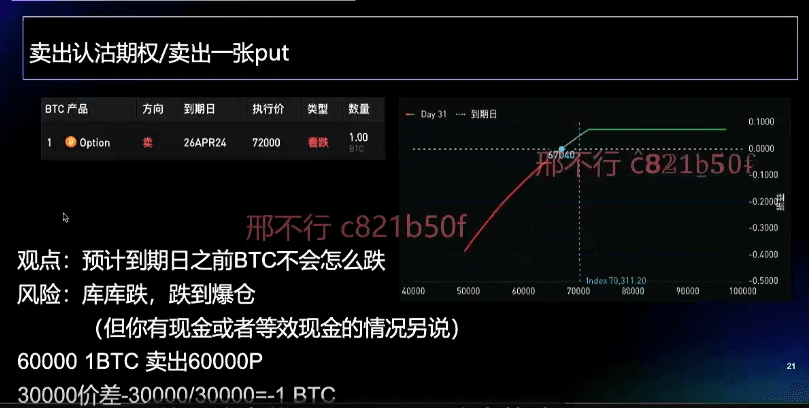 卖出认沽期权/卖出一张put
BTC 产品 方向 到期日 执行价 类型 数量
1 Option 卖 26APR24 72000 看跌 1.00
BTC
Day 31 到期日
0.1000
0.0000
-0.1000
-0.2000
-0.3000
-0.4000
-0.5000
损益
67040
Index 70,311.20
40000 50000 60000 70000 80000 90000 100000
邢不行 c821b50f
邢不行 c821b50f
观点：预计到期日之前BTC不会怎么跌
风险：库库跌，跌到爆仓
（但你有现金或者等效现金的情况另说）
60000 1BTC 卖出60000P
30000价差-30000/30000=-1 BTC
21